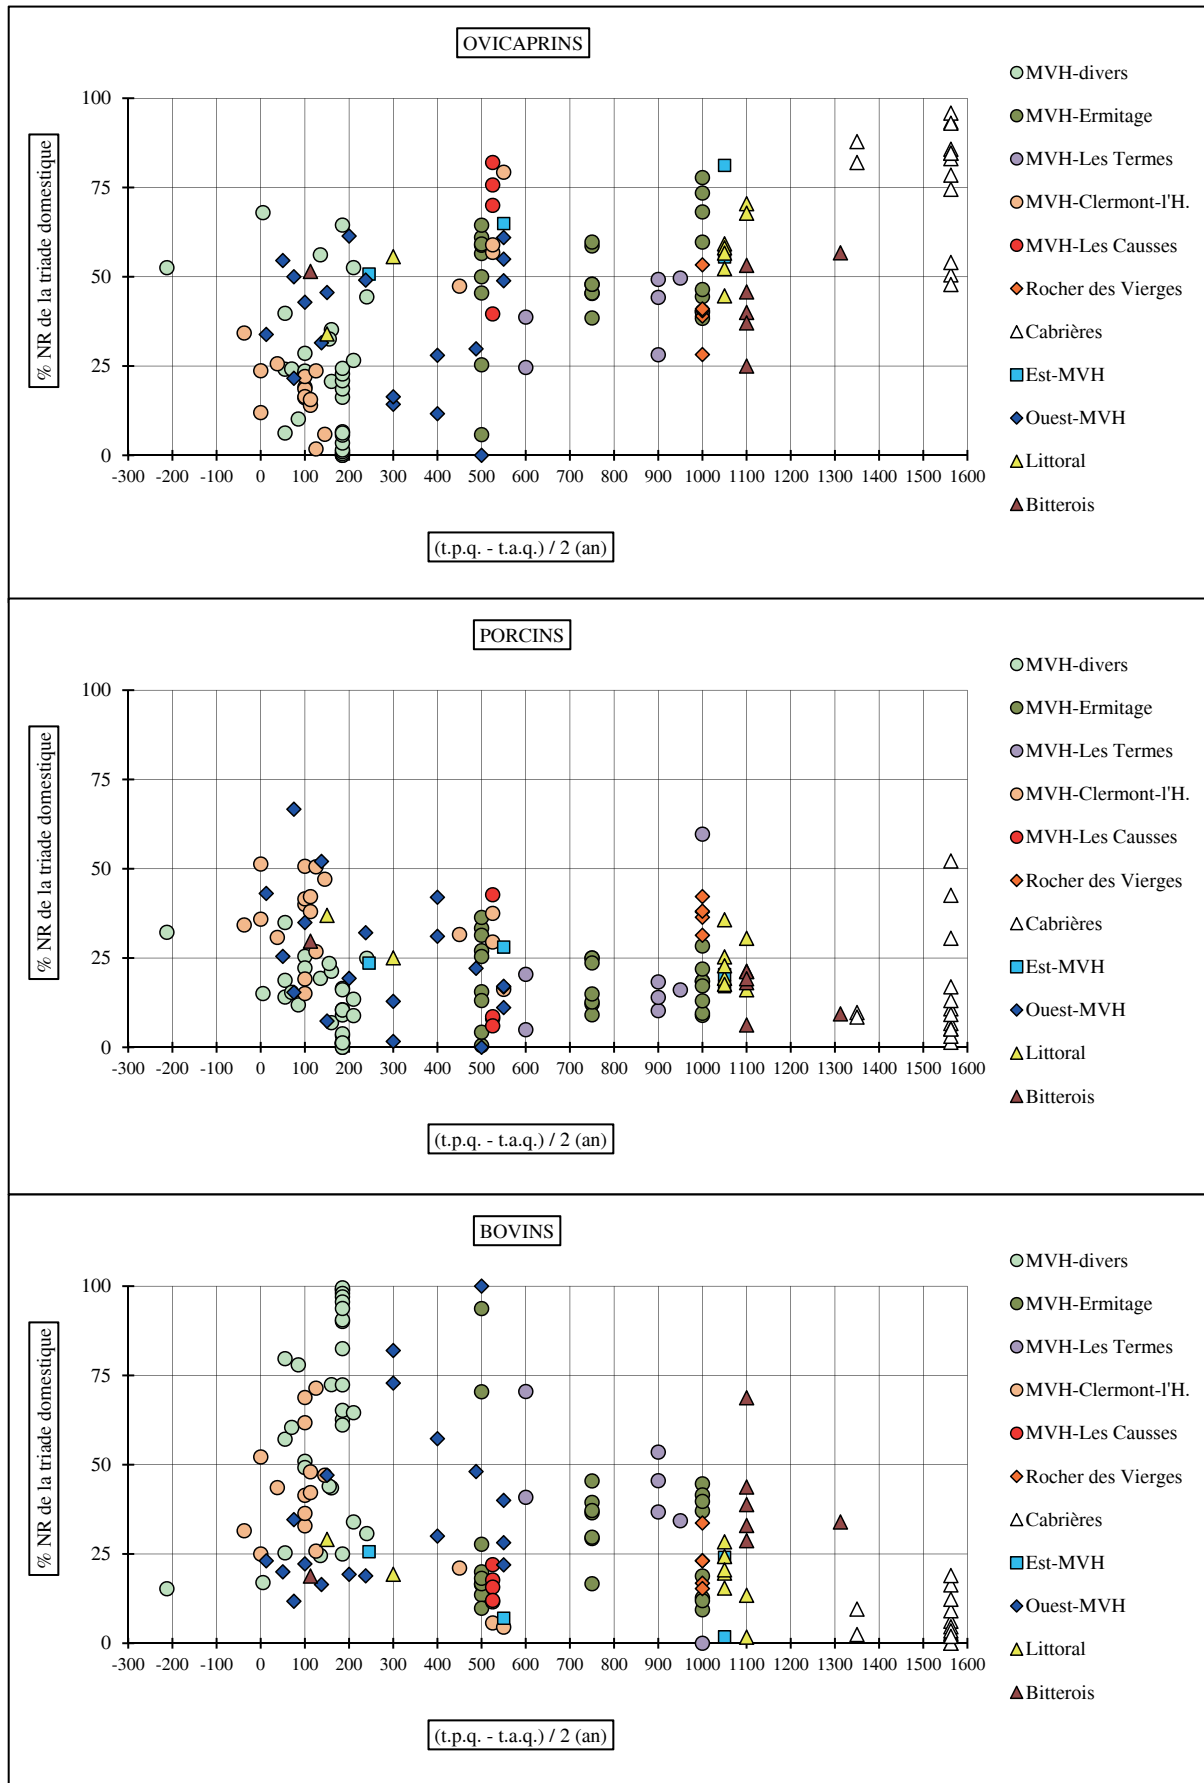 OVICAPRINS
% NR de la triade domestique
100
75
50
25
0
-300 -200 -100 0 100 200 300 400 500 600 700 800 900 1000 1100 1200 1300 1400 1500 1600
(t.p.q. - t.a.q.) / 2 (an)
MVH-divers
MVH-Ermitage
MVH-Les Termes
MVH-Clermont-l'H.
MVH-Les Causses
Rocher des Vierges
Cabrières
Est-MVH
Ouest-MVH
Littoral
Bitterois
PORCINS
% NR de la triade domestique
100
75
50
25
0
-300 -200 -100 0 100 200 300 400 500 600 700 800 900 1000 1100 1200 1300 1400 1500 1600
(t.p.q. - t.a.q.) / 2 (an)
MVH-divers
MVH-Ermitage
MVH-Les Termes
MVH-Clermont-l'H.
MVH-Les Causses
Rocher des Vierges
Cabrières
Est-MVH
Ouest-MVH
Littoral
Bitterois
BOVINS
% NR de la triade domestique
100
75
50
25
0
-300 -200 -100 0 100 200 300 400 500 600 700 800 900 1000 1100 1200 1300 1400 1500 1600
(t.p.q. - t.a.q.) / 2 (an)
MVH-divers
MVH-Ermitage
MVH-Les Termes
MVH-Clermont-l'H.
MVH-Les Causses
Rocher des Vierges
Cabrières
Est-MVH
Ouest-MVH
Littoral
Bitterois